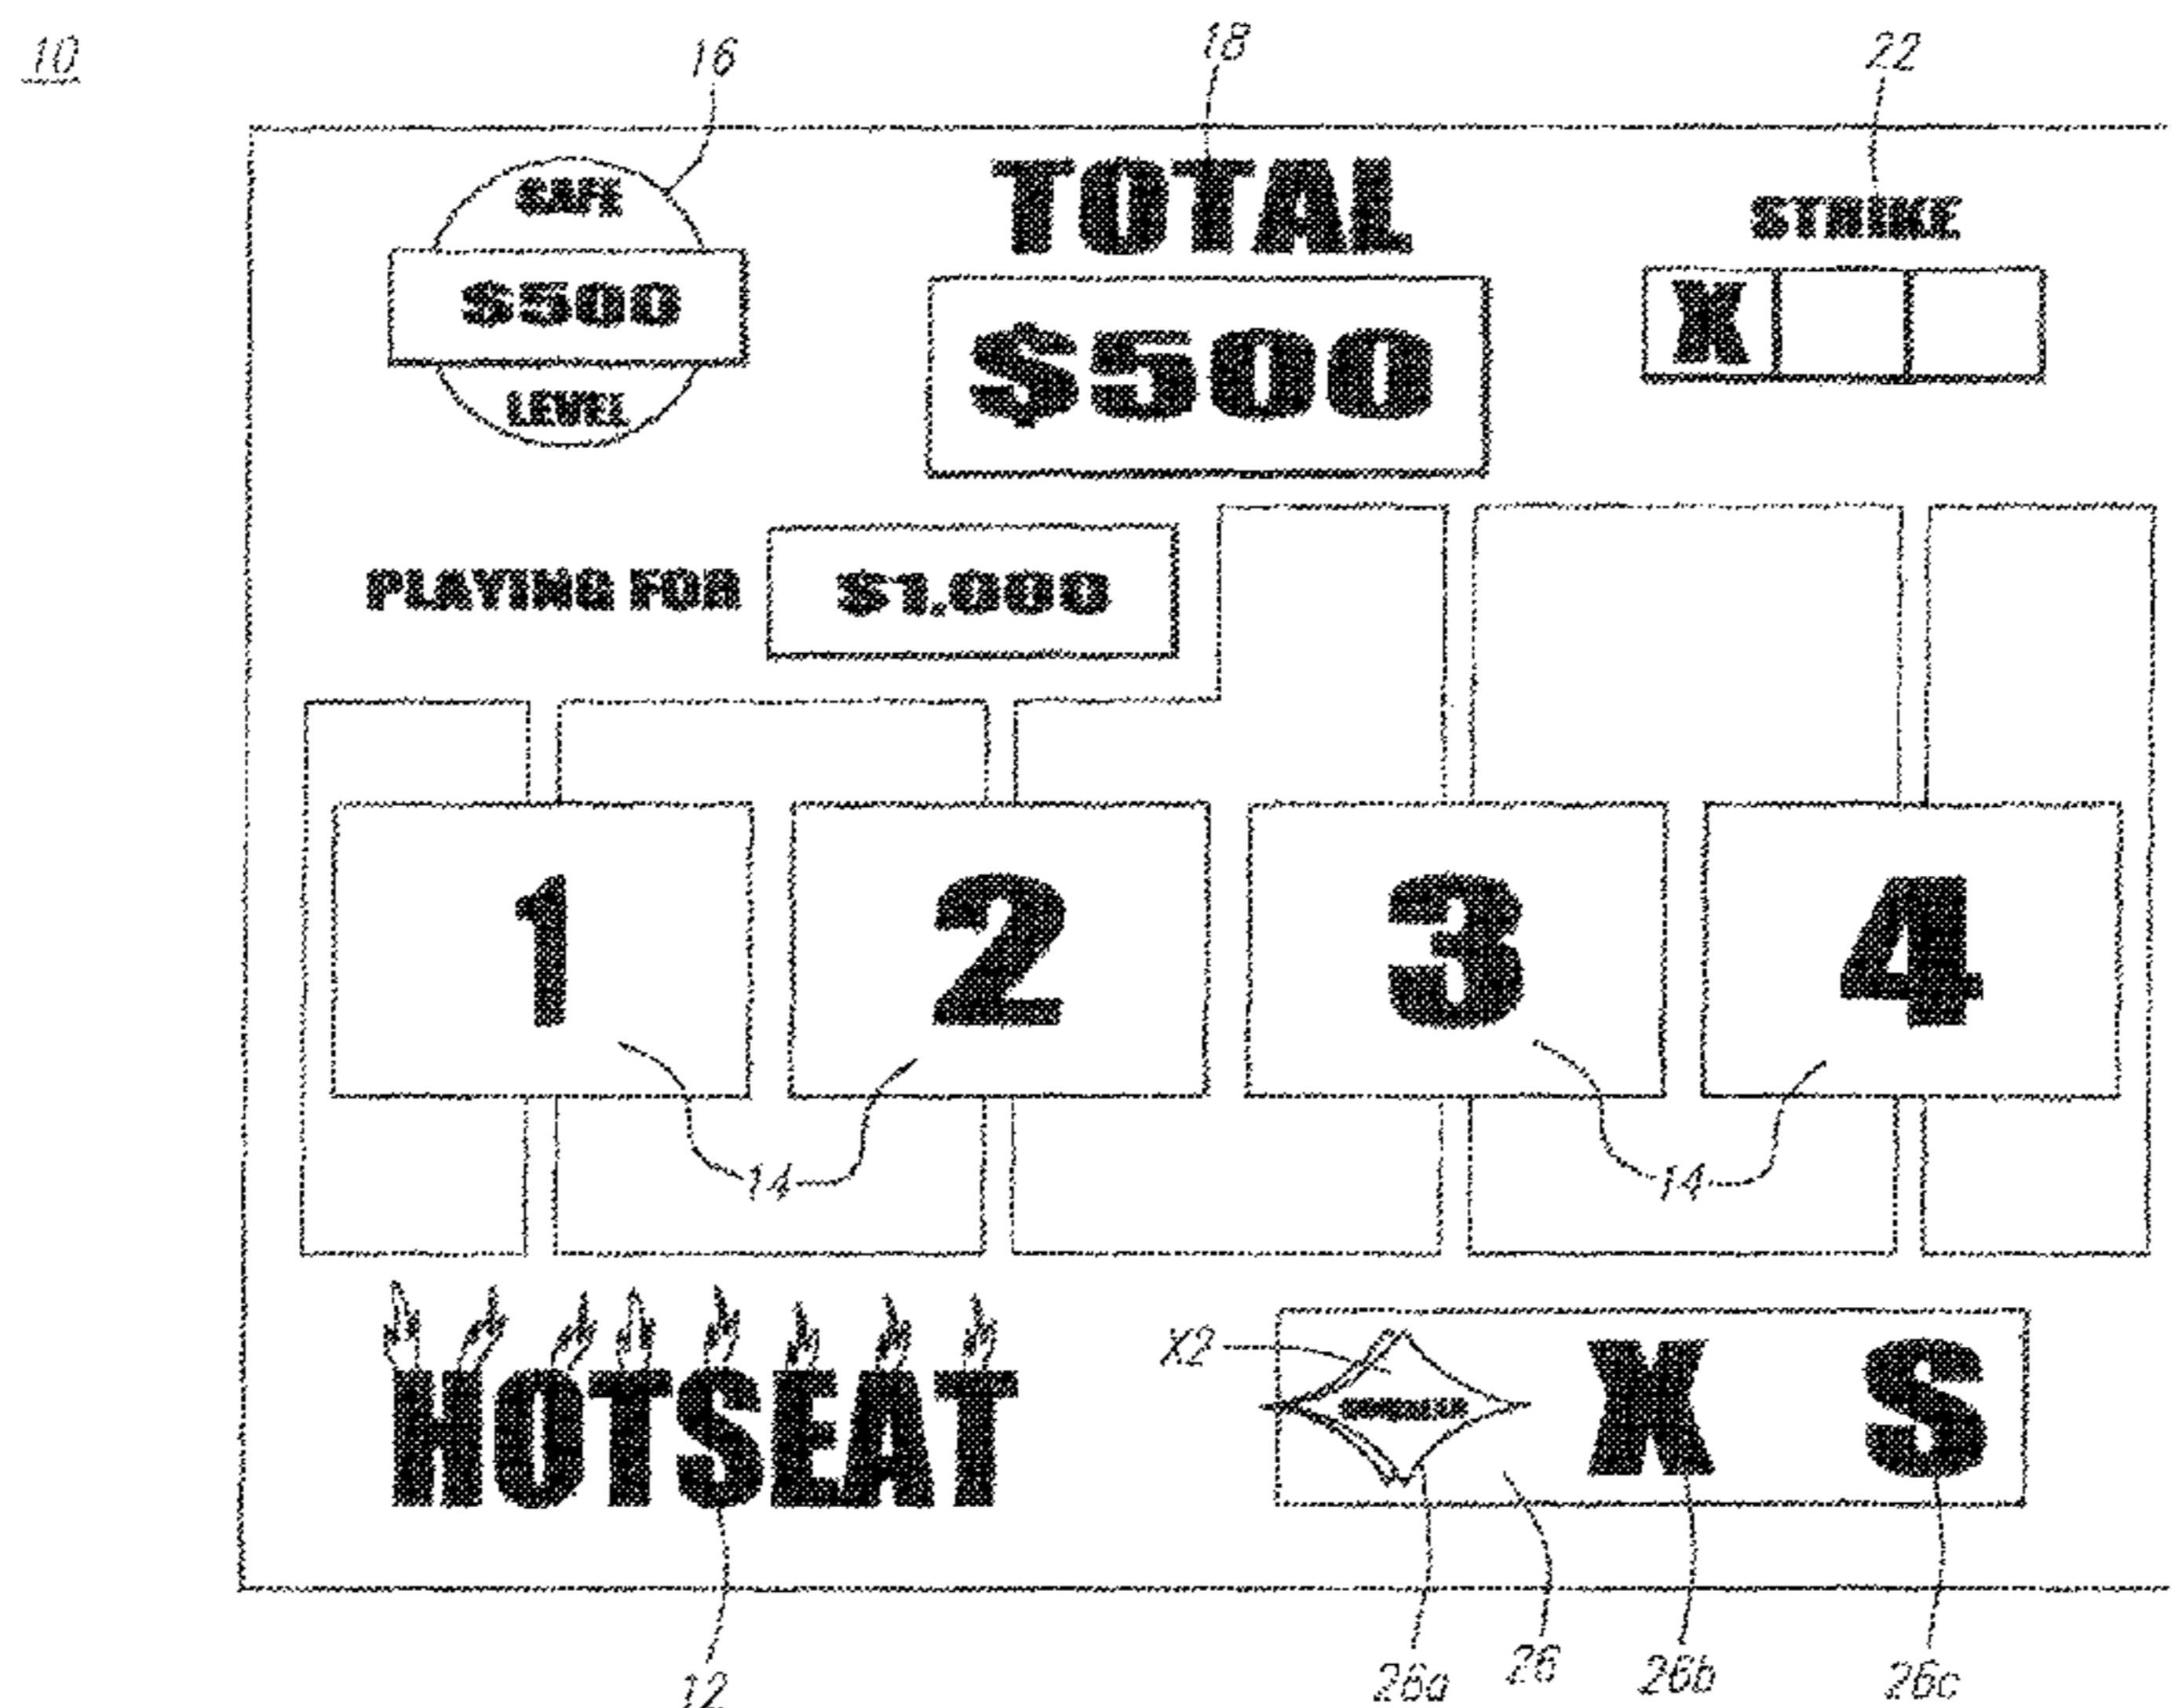 10
16
18
22
SAFE
TOTAL
STRIKE
$500
$500
X
LEVEL
PLAYING FOR
$1,000
1
2
3
4
14
14
X2
HOTSEAT
X
S
12
26a
26
26b
26c